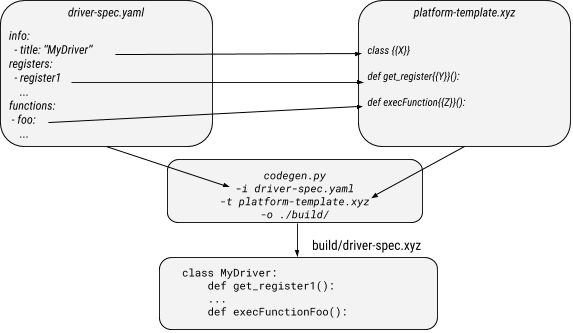 driver-spec.yaml
info:
- title: “MyDriver”
registers:
- register1
...
functions:
- foo:
...
platform-template.xyz
class {{X}}
def get_register{{Y}}():
def execFunction{{Z}}():
codegen.py
-i driver-spec.yaml
-t platform-template.xyz
-o ./build/
build/driver-spec.xyz
class MyDriver:
def get_register1():
...
def execFunctionFoo():